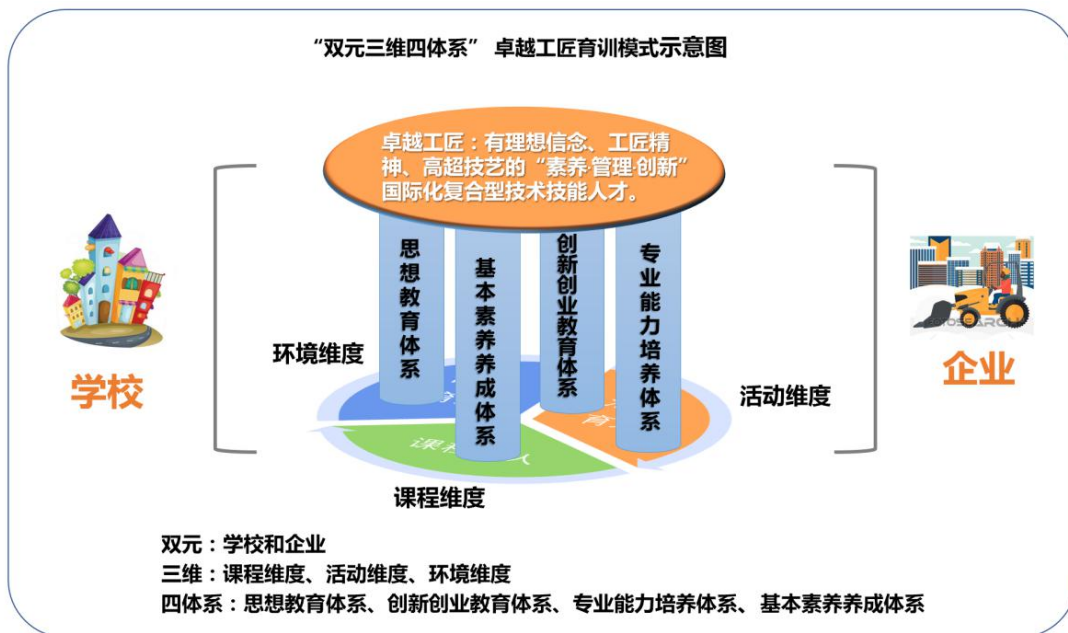 “双元三维四体系” 卓越工匠育训模式示意图
卓越工匠：有理想信念、工匠精
神、高超技艺的“素养·管理·创新”
国际化复合型技术技能人才。
思想教育体系
基本素养养成体系
创新创业教育体系
专业能力培养体系
学校
企业
环境维度
活动维度
课程维度
双元：学校和企业
三维：课程维度、活动维度、环境维度
四体系：思想教育体系、创新创业教育体系、专业能力培养体系、基本素养养成体系